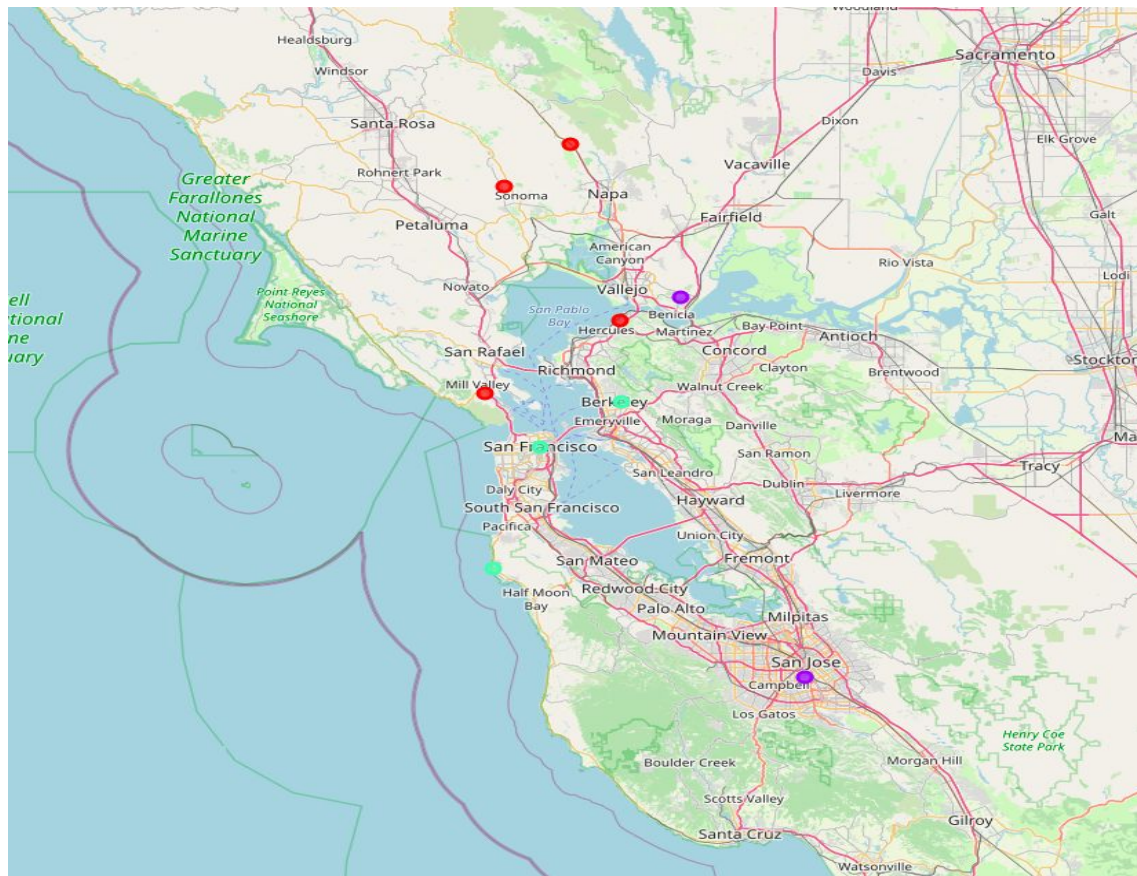 Woodland
Sacramento
Healdsburg
Windsor
Davis
Santa Rosa
Dixon
Elk Grove
Rohnert Park
Vacaville
Greater
Farallones
National
Marine
Sanctuary
Sonoma
Napa
Petaluma
Fairfield
Galt
American
Canyon
Rio Vista
Lodi
Novato
Vallejo
Point Reyes
National
Seashore
San Pablo
Bay
Benicia
Hercules
Martinez
Bay Point
Antioch
San Rafael
Concord
Stockton
Richmond
Clayton
Brentwood
Mill Valley
Walnut Creek
Berkeley
Emeryville
Moraga
Danville
San Francisco
San Ramon
Tracy
San Leandro
Daly City
Dublin
Livermore
Hayward
South San Francisco
Pacifica
Union City
San Mateo
Fremont
Redwood City
Half Moon
Bay
Palo Alto
Milpitas
Mountain View
San Jose
Campbell
Los Gatos
Henry Coe
State Park
Boulder Creek
Morgan Hill
Scotts Valley
Gilroy
Santa Cruz
Watsonville